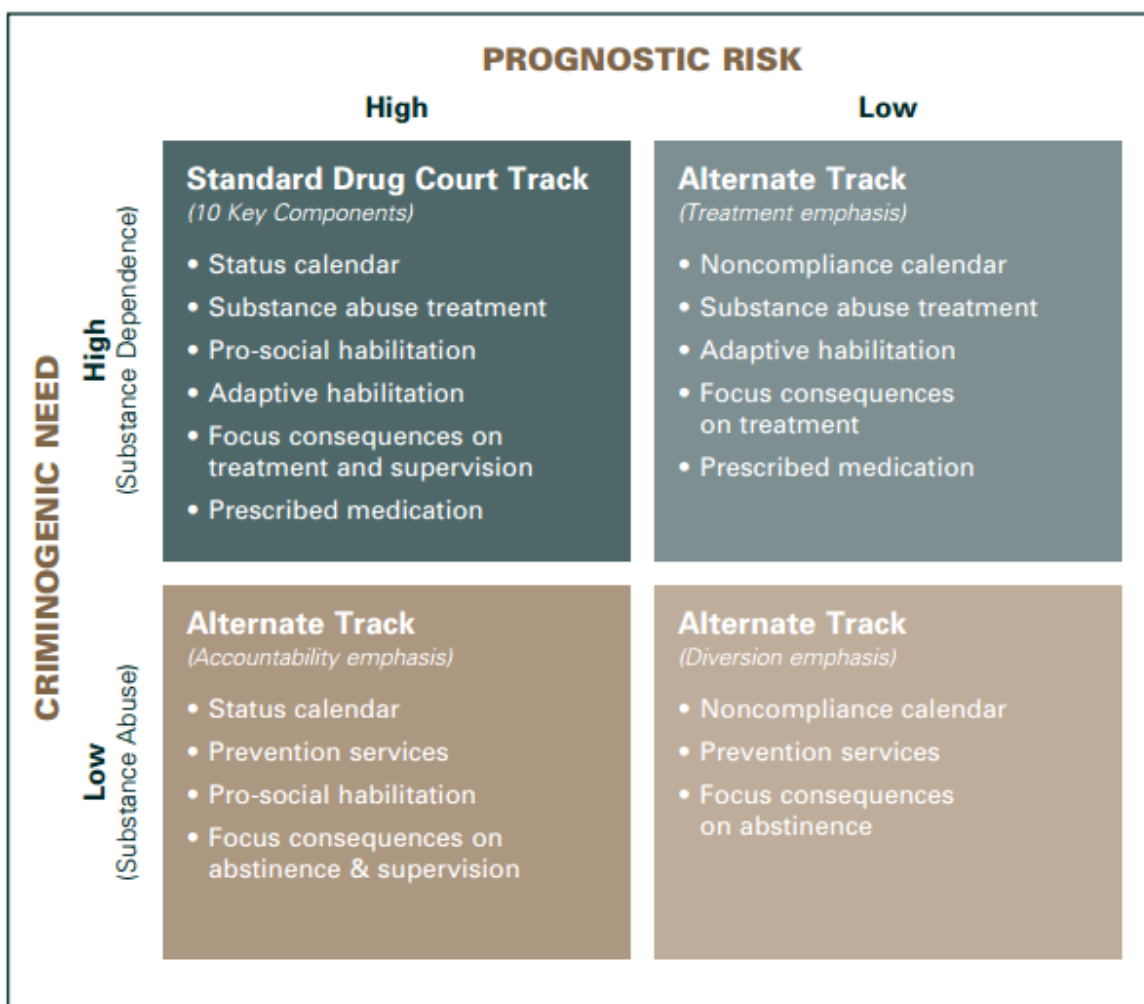 PROGNOSTIC RISK
High
Low
CRIMINOGENIC NEED
High
(Substance Dependence)
Standard Drug Court Track
(10 Key Components)
• Status calendar
• Substance abuse treatment
• Pro-social habilitation
• Adaptive habilitation
• Focus consequences on
treatment and supervision
• Prescribed medication
Alternate Track
(Treatment emphasis)
• Noncompliance calendar
• Substance abuse treatment
• Adaptive habilitation
• Focus consequences
on treatment
• Prescribed medication
Low
(Substance Abuse)
Alternate Track
(Accountability emphasis)
• Status calendar
• Prevention services
• Pro-social habilitation
• Focus consequences on
abstinence & supervision
Alternate Track
(Diversion emphasis)
• Noncompliance calendar
• Prevention services
• Focus consequences
on abstinence